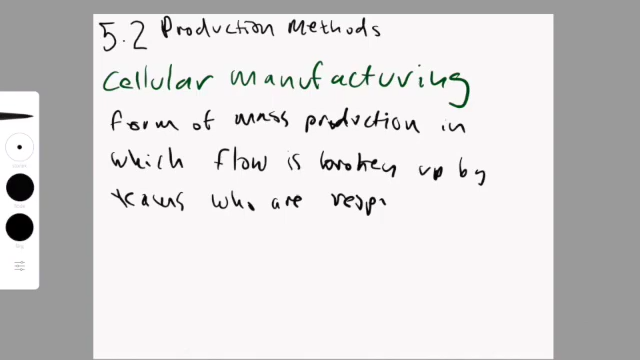 5.2 Production Methods
Cellular manufacturing
form of mass production in
which flow is broken up by
teams who are resp